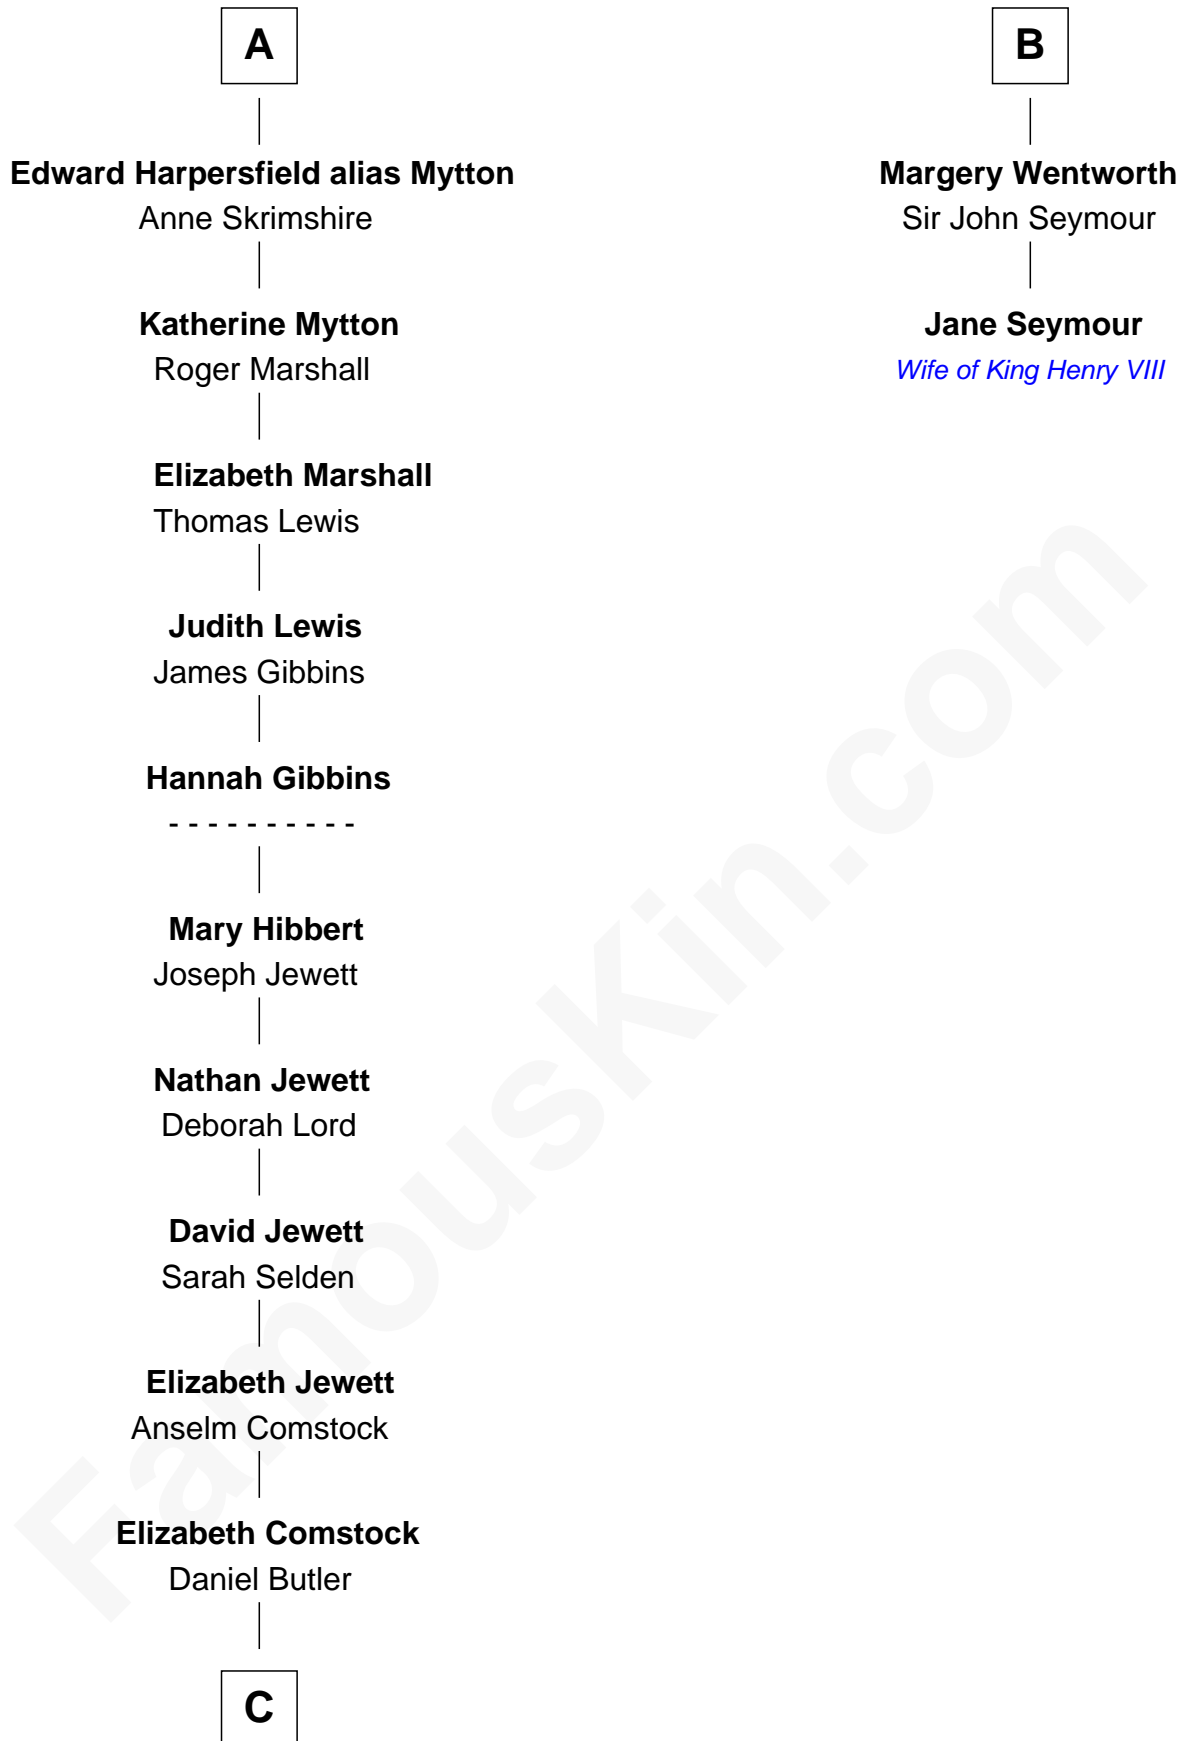 A
Edward Harpersfield alias Mytton
Anne Skrimshire
Katherine Mytton
Roger Marshall
Elizabeth Marshall
Thomas Lewis
Judith Lewis
James Gibbins
Hannah Gibbins
- - - - - - - - - -
Mary Hibbert
Joseph Jewett
Nathan Jewett
Deborah Lord
David Jewett
Sarah Selden
Elizabeth Jewett
Anselm Comstock
Elizabeth Comstock
Daniel Butler
C
B
Margery Wentworth
Sir John Seymour
Jane Seymour
Wife of King Henry VIII
FamousKin.com